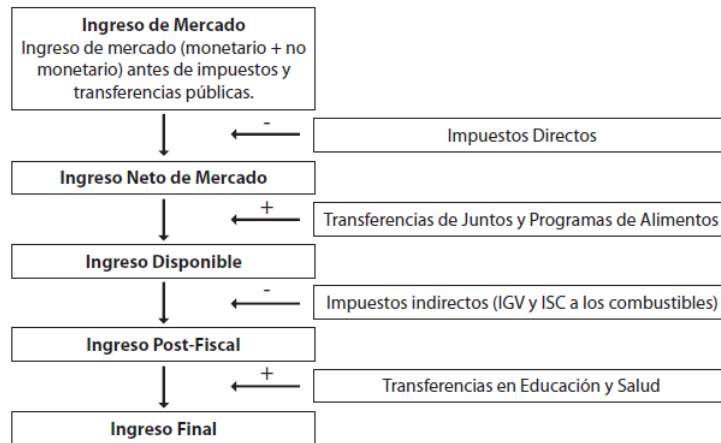 Ingreso de Mercado
Ingreso de mercado (monetario + no
monetario) antes de impuestos y
transferencias públicas.
-
Impuestos Directos
Ingreso Neto de Mercado
+
Transferencias de Juntos y Programas de Alimentos
Ingreso Disponible
-
Impuestos indirectos (IGV y ISC a los combustibles)
Ingreso Post-Fiscal
+
Transferencias en Educación y Salud
Ingreso Final